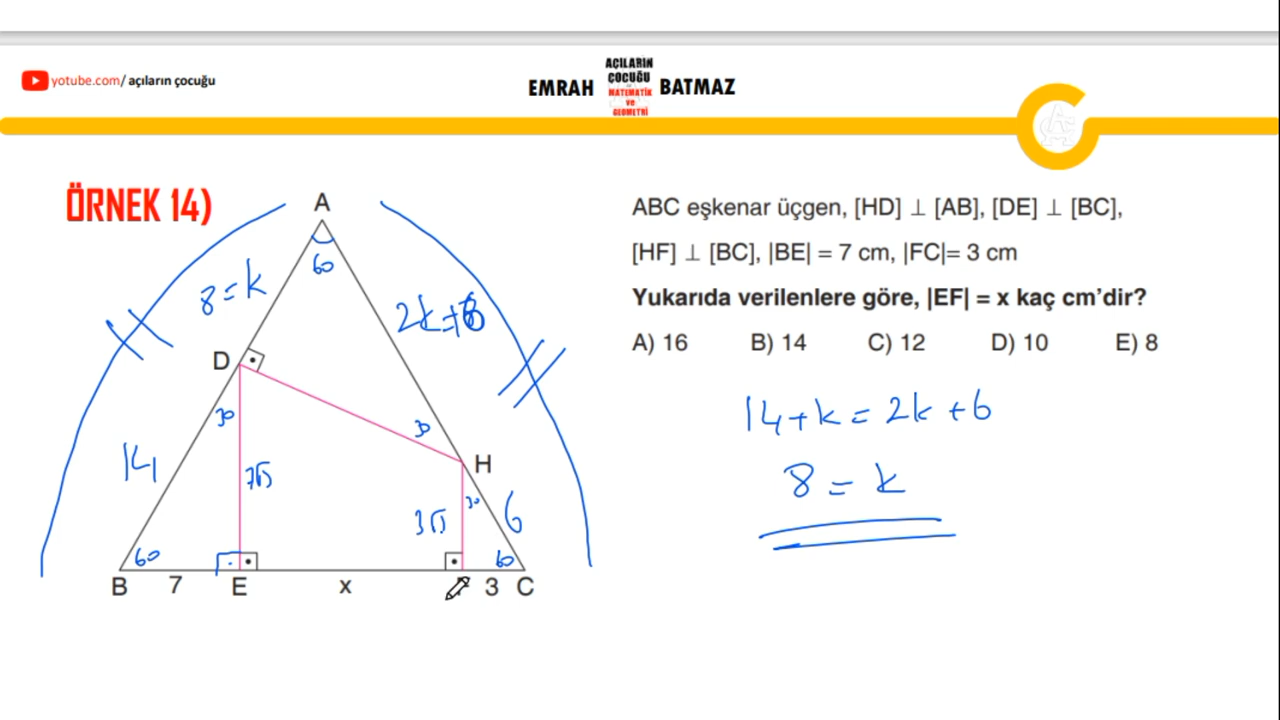 yotube.com/ açıların çocuğu
EMRAH
AÇILARIN
ÇOCUĞU
MATEMATİK
ve
GEOMETRİ
BATMAZ
ÖRNEK 14)
ABC eşkenar üçgen, [HD] ⊥ [AB], [DE] ⊥ [BC],
[HF] ⊥ [BC], |BE| = 7 cm, |FC|= 3 cm
Yukarıda verilenlere göre, |EF| = x kaç cm'dir?
A) 16 B) 14 C) 12 D) 10 E) 8
14+k = 2k+6
8 = k
A
60
8=k
2k+6
D
30
30
H
14
7√3
3√3
30
6
60
60
B 7 E x 3 C